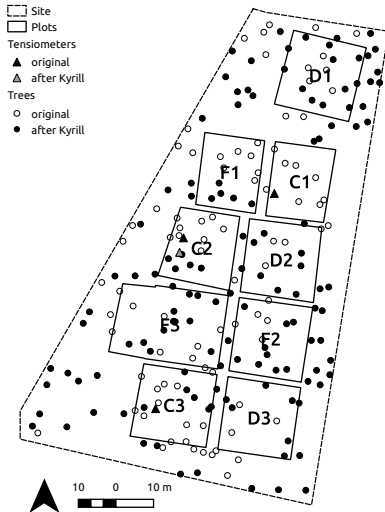 Site
Plots
Tensiometers
original
after Kyrill
Trees
original
after Kyrill
D1
F1
C1
C2
D2
F3
F2
C3
D3
10 0 10 m